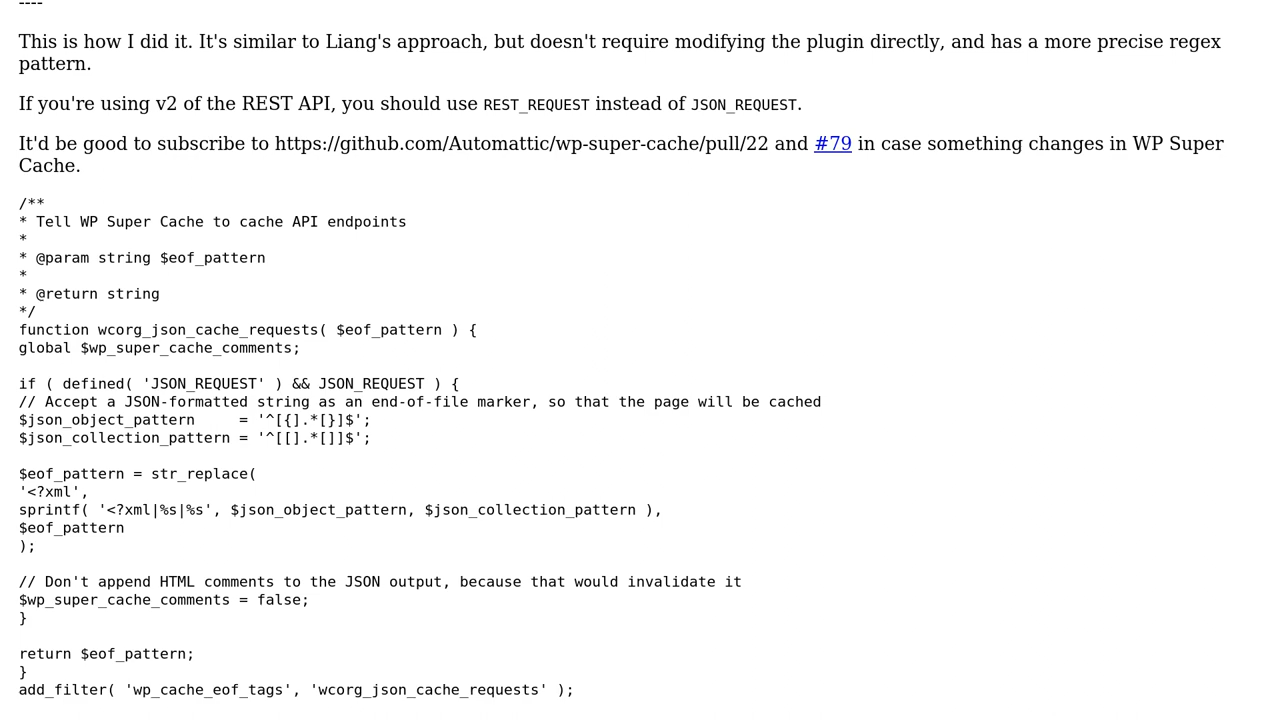 ----
This is how I did it. It's similar to Liang's approach, but doesn't require modifying the plugin directly, and has a more precise regex
pattern.
If you're using v2 of the REST API, you should use REST_REQUEST instead of JSON_REQUEST.
It'd be good to subscribe to https://github.com/Automattic/wp-super-cache/pull/22 and #79 in case something changes in WP Super
Cache.
/**
* Tell WP Super Cache to cache API endpoints
*
* @param string $eof_pattern
*
* @return string
*/
function wcorg_json_cache_requests( $eof_pattern ) {
global $wp_super_cache_comments;
if ( defined( 'JSON_REQUEST' ) && JSON_REQUEST ) {
// Accept a JSON-formatted string as an end-of-file marker, so that the page will be cached
$json_object_pattern     = '^[{].*[}]$';
$json_collection_pattern = '^[[].*[]]$';
$eof_pattern = str_replace(
'<?xml',
sprintf( '<?xml|%s|%s', $json_object_pattern, $json_collection_pattern ),
$eof_pattern
);
// Don't append HTML comments to the JSON output, because that would invalidate it
$wp_super_cache_comments = false;
}
return $eof_pattern;
}
add_filter( 'wp_cache_eof_tags', 'wcorg_json_cache_requests' );